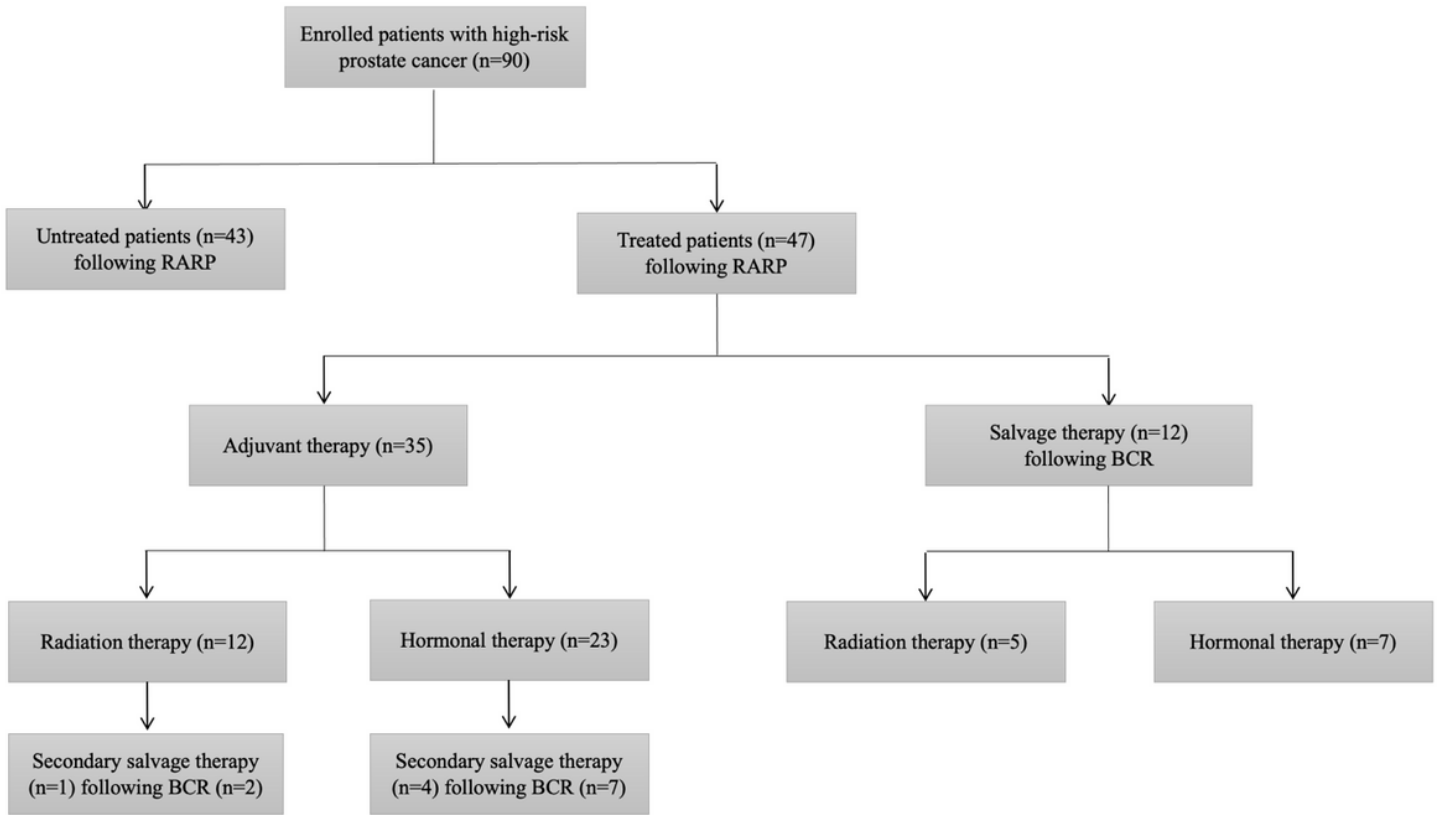 Enrolled patients with high-risk
prostate cancer (n=90)
Untreated patients (n=43)
following RARP
Treated patients (n=47)
following RARP
Adjuvant therapy (n=35)
Salvage therapy (n=12)
following BCR
Radiation therapy (n=12)
Hormonal therapy (n=23)
Radiation therapy (n=5)
Hormonal therapy (n=7)
Secondary salvage therapy
(n=1) following BCR (n=2)
Secondary salvage therapy
(n=4) following BCR (n=7)